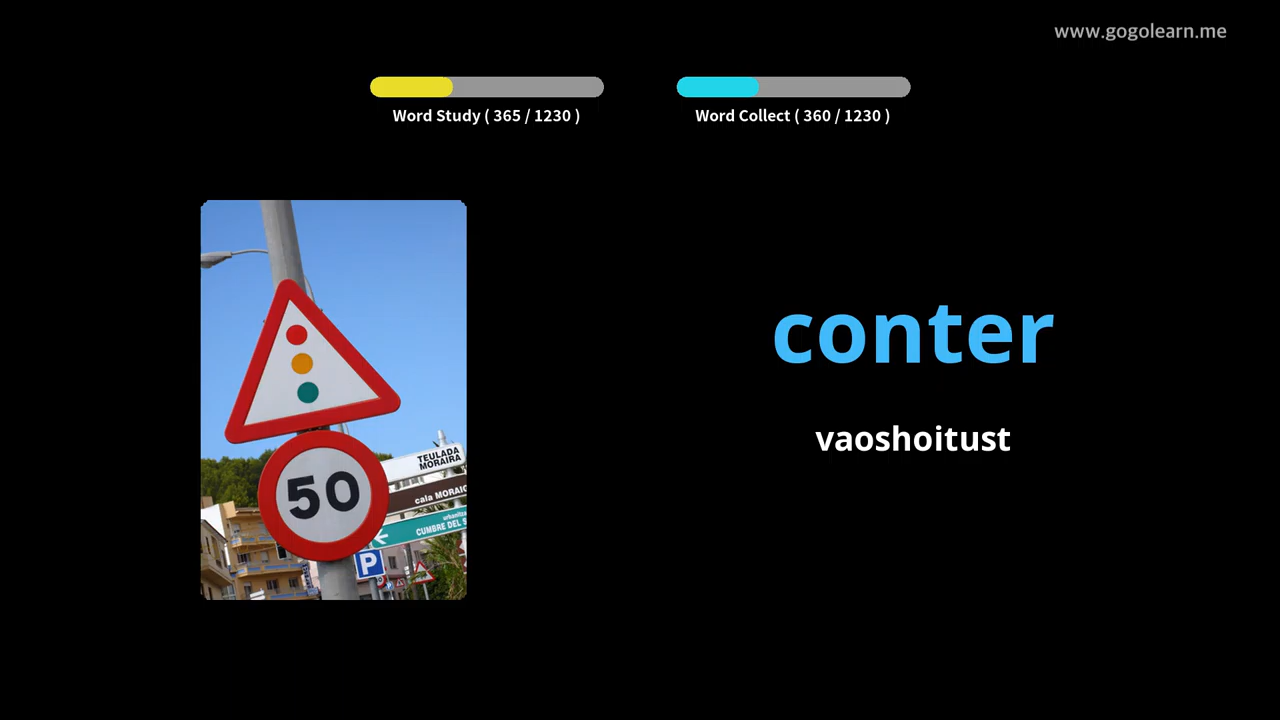 www.gogolearn.me
Word Study ( 365 / 1230 )
Word Collect ( 360 / 1230 )
conter
vaoshoitust
50
TEULADA
MORAIRA
cala MORAIG
CUMBRE DEL S
P